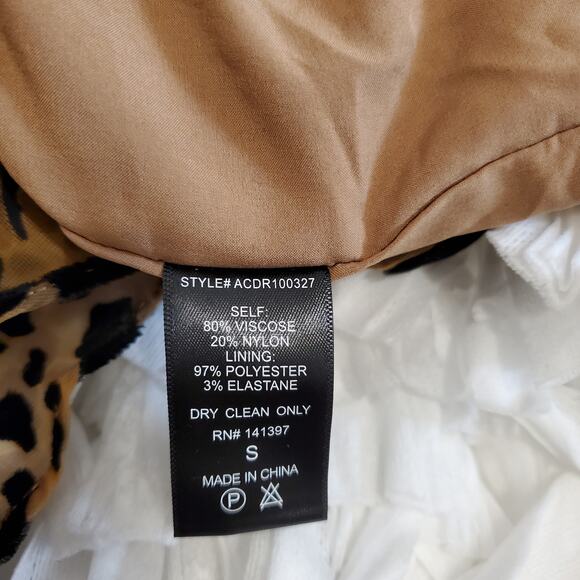 STYLE# ACDR100327
SELF:
80% VISCOSE
20% NYLON
LINING:
97% POLYESTER
3% ELASTANE
DRY CLEAN ONLY
RN# 141397
S
MADE IN CHINA
P